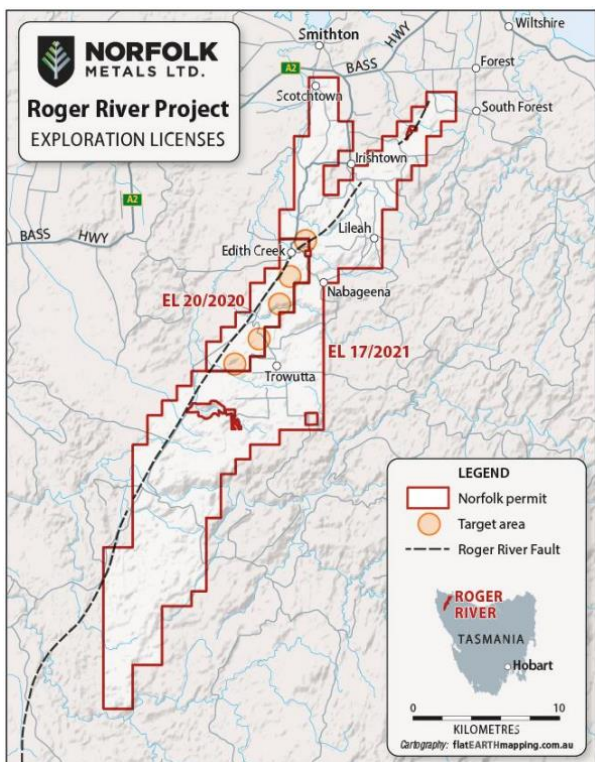 NORFOLK
METALS LTD.
Roger River Project
EXPLORATION LICENSES
Smithton
Wiltshire
BASS HWY
A2
Scotchtown
Forest
South Forest
Irishtown
A2
BASS HWY
Lileah
Edith Creek
Nabageena
EL 20/2020
EL 17/2021
Trowutta
LEGEND
Norfolk permit
Target area
Roger River Fault
ROGER
RIVER
TASMANIA
Hobart
0 10
KILOMETRES
Cartography: flatEARTHmapping.com.au